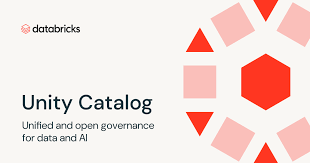 databricks
Unity Catalog
Unified and open governance
for data and AI